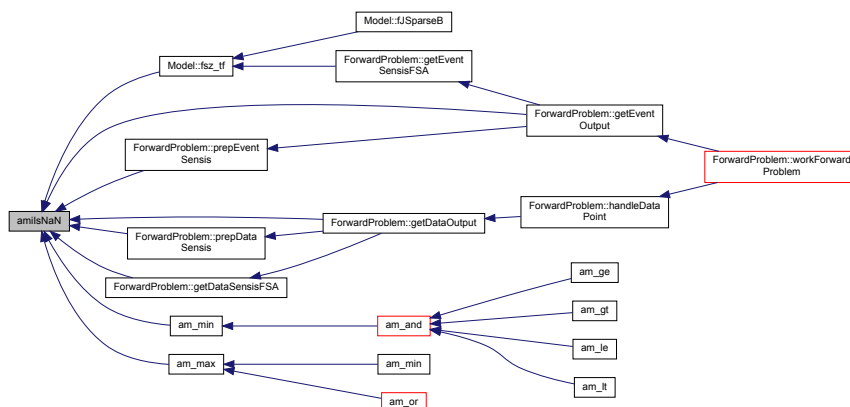 Model::fJSparseB
Model::fsz_tf
ForwardProblem::getEvent
SensisFSA
ForwardProblem::getEvent
Output
ForwardProblem::prepEvent
Sensis
ForwardProblem::workForward
Problem
amiIsNaN
ForwardProblem::handleData
Point
ForwardProblem::getDataOutput
ForwardProblem::prepData
Sensis
ForwardProblem::getDataSensisFSA
am_ge
am_gt
am_min
am_and
am_le
am_max
am_min
am_lt
am_or